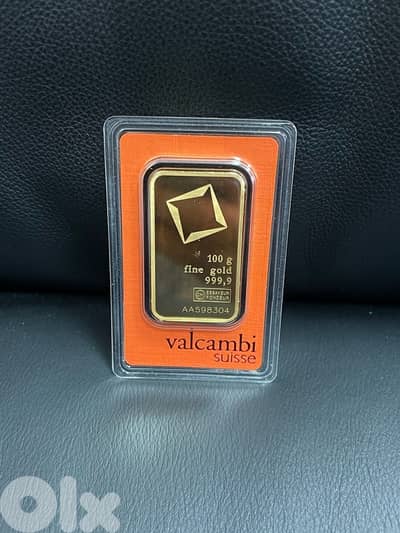 100 g
fine gold
999,9
ESSAYEUR
FONDEUR
AA598304
valcambi
suisse
OLX